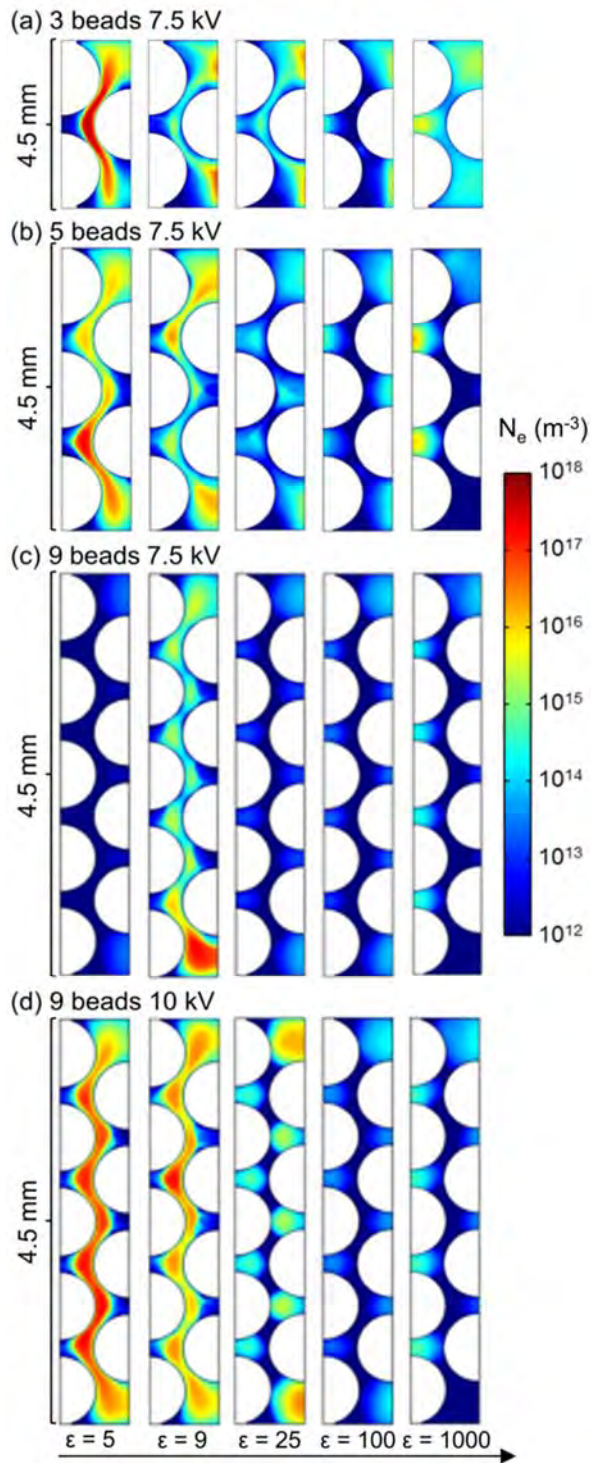 (a) 3 beads 7.5 kV
4.5 mm
(b) 5 beads 7.5 kV
4.5 mm
Nₑ (m⁻³)
10¹⁸
10¹⁷
10¹⁶
10¹⁵
10¹⁴
10¹³
10¹²
(c) 9 beads 7.5 kV
4.5 mm
(d) 9 beads 10 kV
4.5 mm
ε = 5 ε = 9 ε = 25 ε = 100 ε = 1000